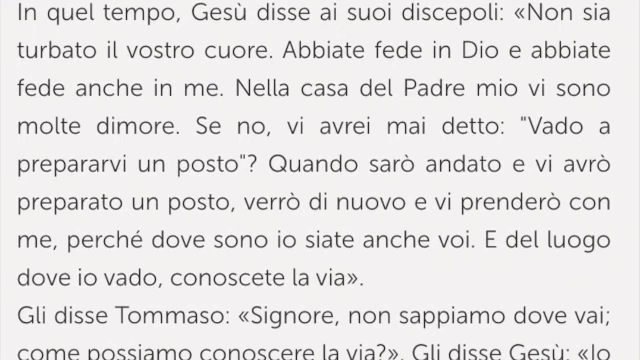 In quel tempo, Gesù disse ai suoi discepoli: «Non sia
turbato il vostro cuore. Abbiate fede in Dio e abbiate
fede anche in me. Nella casa del Padre mio vi sono
molte dimore. Se no, vi avrei mai detto: "Vado a
prepararvi un posto"? Quando sarò andato e vi avrò
preparato un posto, verrò di nuovo e vi prenderò con
me, perché dove sono io siate anche voi. E del luogo
dove io vado, conoscete la via».
Gli disse Tommaso: «Signore, non sappiamo dove vai;
come possiamo conoscere la via?». Gli disse Gesù: «Io